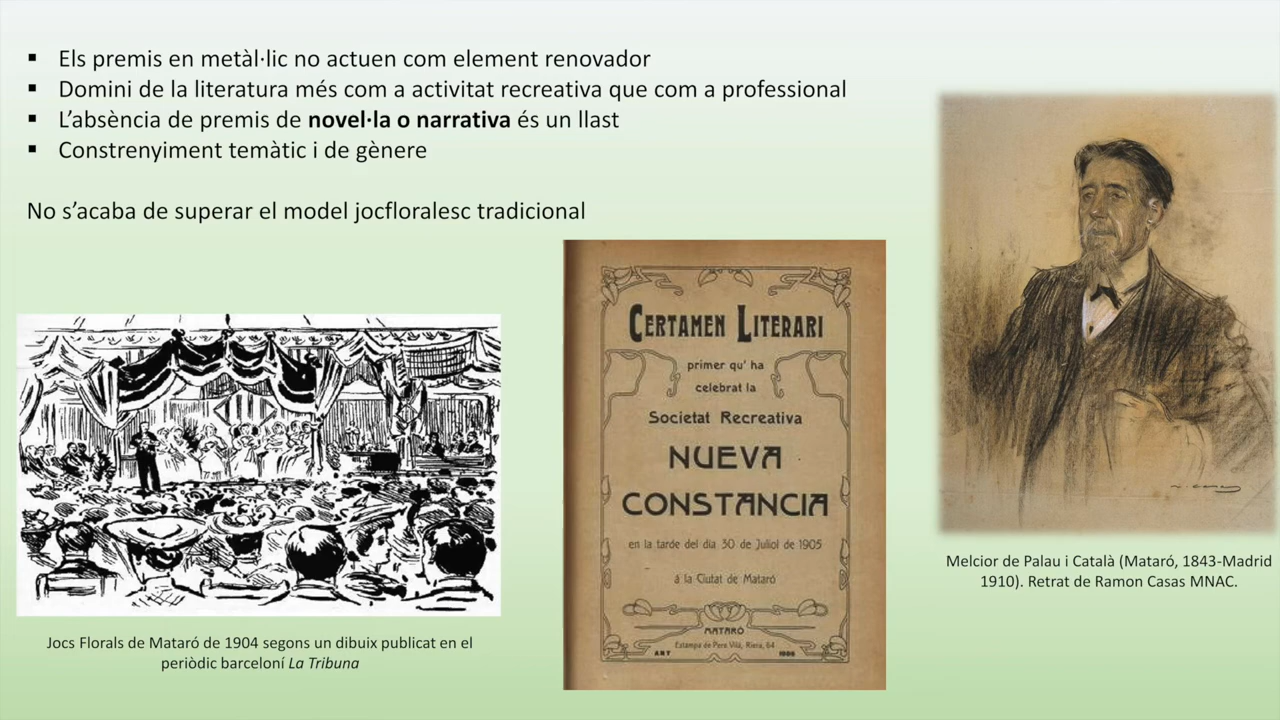 ▪ Els premis en metàl·lic no actuen com element renovador
▪ Domini de la literatura més com a activitat recreativa que com a professional
▪ L’absència de premis de novel·la o narrativa és un llast
▪ Constrenyiment temàtic i de gènere
No s’acaba de superar el model jocfloralesc tradicional
CERTAMEN LITERARI
primer qu' ha
celebrat la
Societat Recreativa
NUEVA
CONSTANCIA
en la tarde del dia 30 de Juliol de 1905
á la Ciutat de Mataró
MATARÓ
Estampa de Pere Vilá, Riera, 64
ANY 1906
Melcior de Palau i Català (Mataró, 1843-Madrid
1910). Retrat de Ramon Casas MNAC.
Jocs Florals de Mataró de 1904 segons un dibuix publicat en el
periòdic barceloní La Tribuna